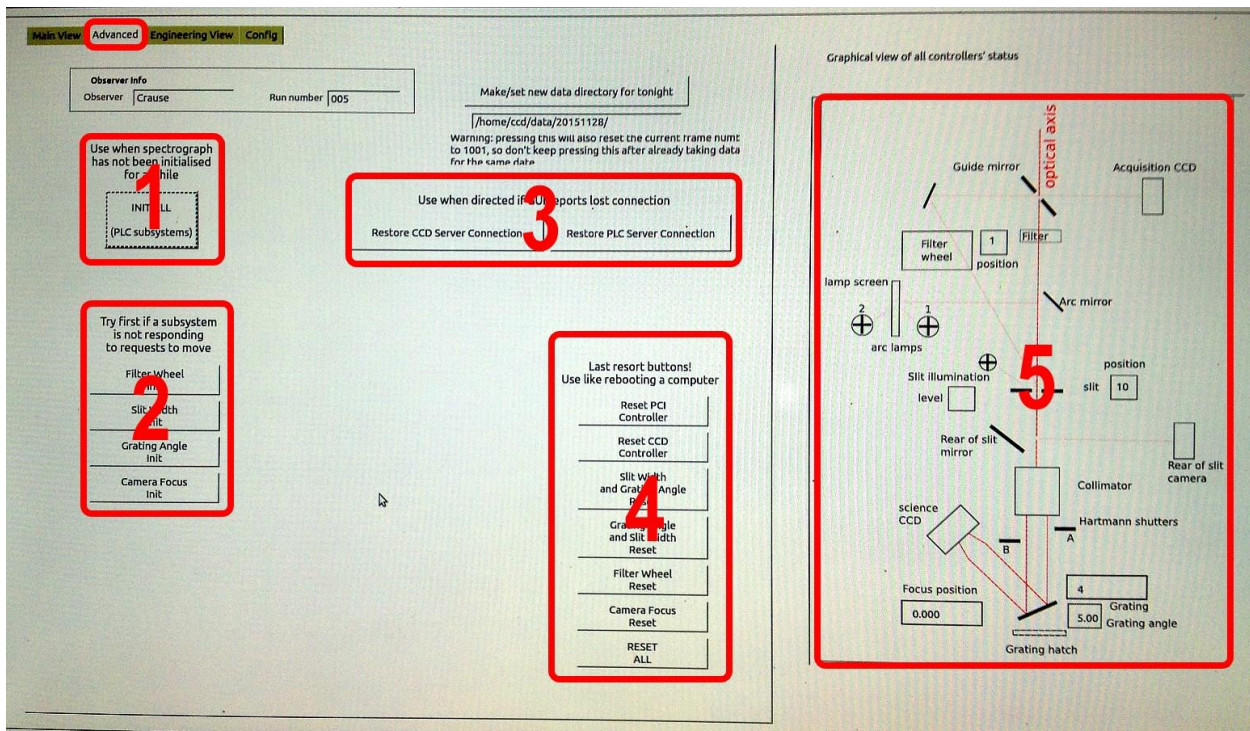 Main View Advanced Engineering View Config
Observer Info
Observer Crause Run number 005
Make/set new data directory for tonight
/home/ccd/data/20151128/
Warning: pressing this will also reset the current frame numb
to 1001, so don't keep pressing this after already taking data
for the same date
1
Use when spectrograph
has not been initialised
for a while
INIT ALL
(PLC subsystems)
3
Use when directed if GUI reports lost connection
Restore CCD Server Connection Restore PLC Server Connection
2
Try first if a subsystem
is not responding
to requests to move
Filter Wheel
Init
Slit Width
Init
Grating Angle
Init
Camera Focus
Init
4
Last resort buttons!
Use like rebooting a computer
Reset PCI
Controller
Reset CCD
Controller
Slit Width
and Grating Angle
Reset
Grating Angle
and Slit Width
Reset
Filter Wheel
Reset
Camera Focus
Reset
RESET
ALL
Graphical view of all controllers' status
5
optical axis
Guide mirror
Acquisition CCD
Filter
wheel
1
position
Filter
lamp screen
Arc mirror
2
1
arc lamps
Slit illumination
level
position
slit 10
Rear of slit
mirror
Rear of slit
camera
Collimator
science
CCD
Hartmann shutters
A
B
Focus position
0.000
4
Grating
5.00 Grating angle
Grating hatch